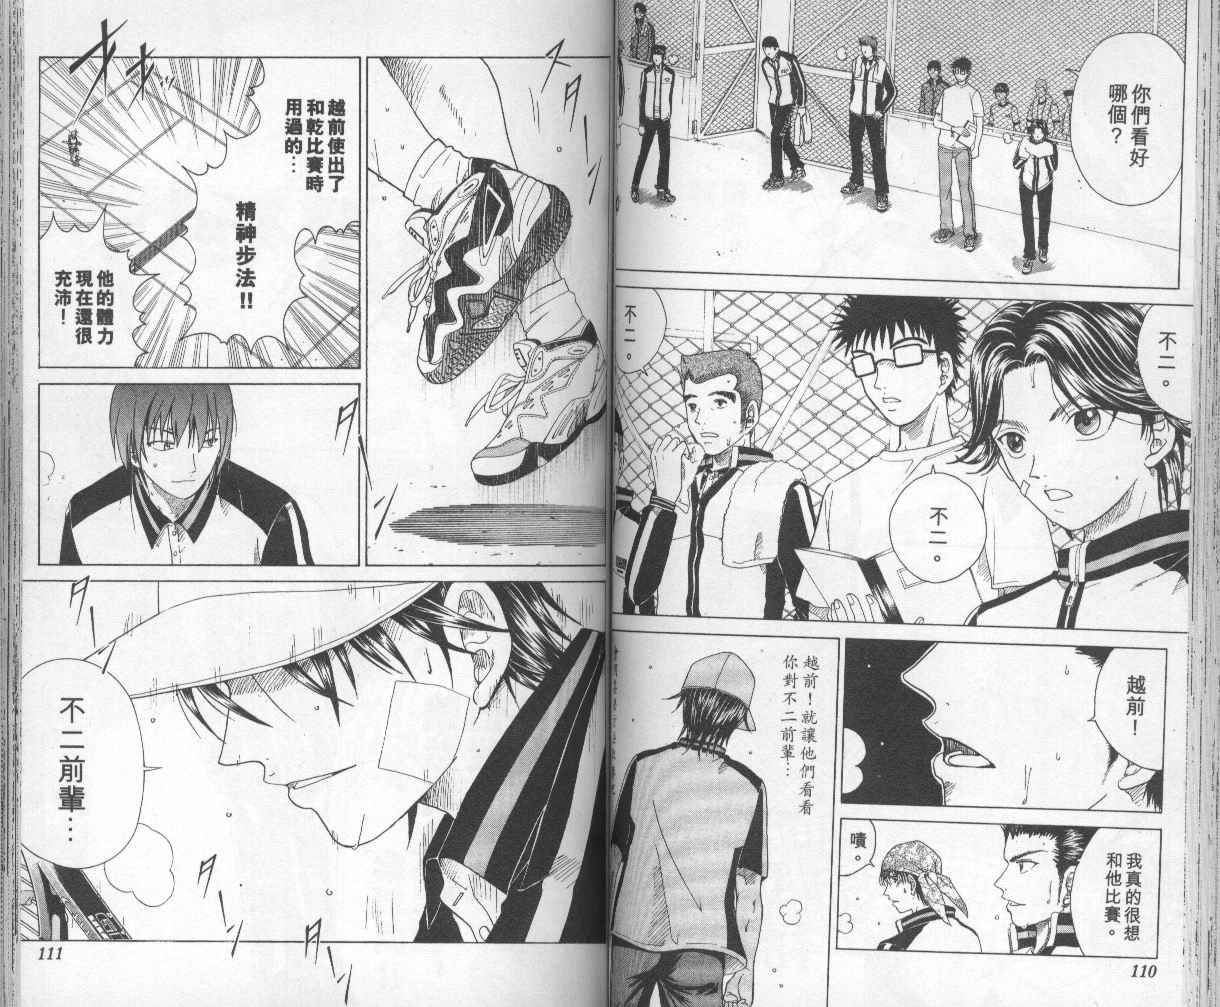 你們看好
哪個？
不二。
不二。
不二。
越前！
我真的很想
和他比賽。
嘖。
越前！就讓他們看看
你對不二前輩…
110
越前使出了
和乾比賽時
用過的…
精神步法！！
他的體力
現在還很
充沛！
不二前輩…
111